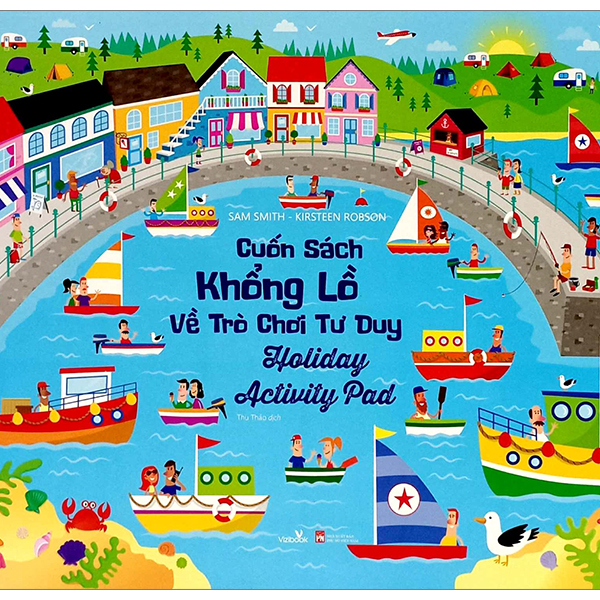 SAM SMITH - KIRSTEEN ROBSON
Cuốn Sách
Khổng Lồ
Về Trò Chơi Tư Duy
Holiday
Activity Pad
Thu Thảo dịch
Vizibook